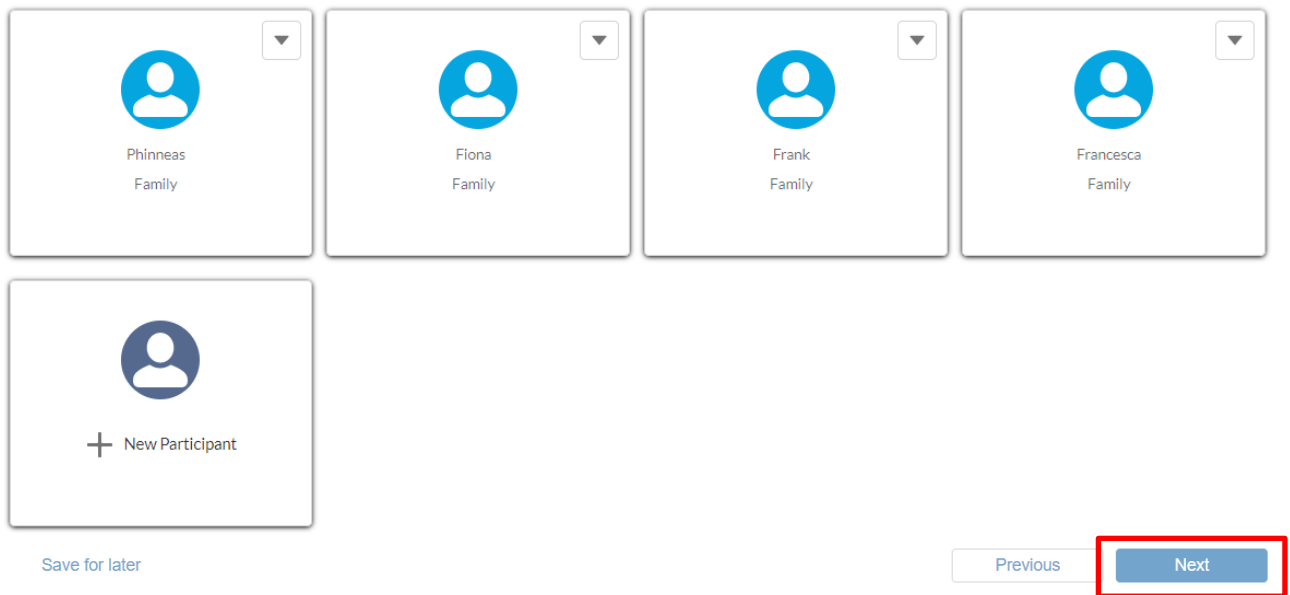 Phinneas
Family
Fiona
Family
Frank
Family
Francesca
Family
New Participant
Save for later
Previous
Next